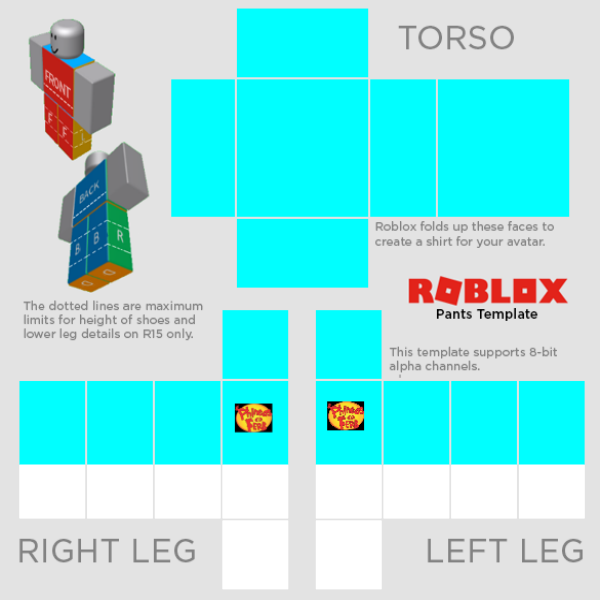 TORSO
FRONT
F F L
BACK
B B R
Roblox folds up these faces to
create a shirt for your avatar.
ROBLOX
Pants Template
The dotted lines are maximum
limits for height of shoes and
lower leg details on R15 only.
This template supports 8-bit
alpha channels.
RIGHT LEG
LEFT LEG